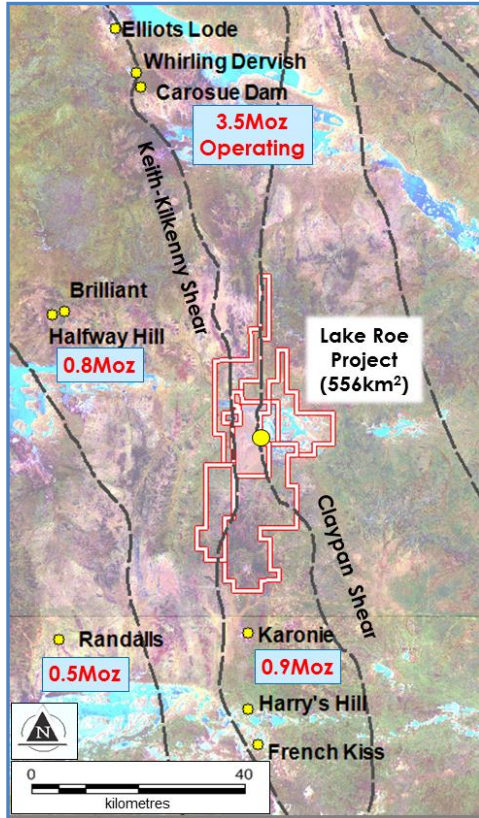 Elliots Lode
Whirling Dervish
Carosue Dam
3.5Moz
Operating
Keith-Kilkenny Shear
Brilliant
Halfway Hill
0.8Moz
Lake Roe
Project
(556km²)
Claypan Shear
Randalls
0.5Moz
Karonie
0.9Moz
Harry's Hill
French Kiss
N
0 40
kilometres